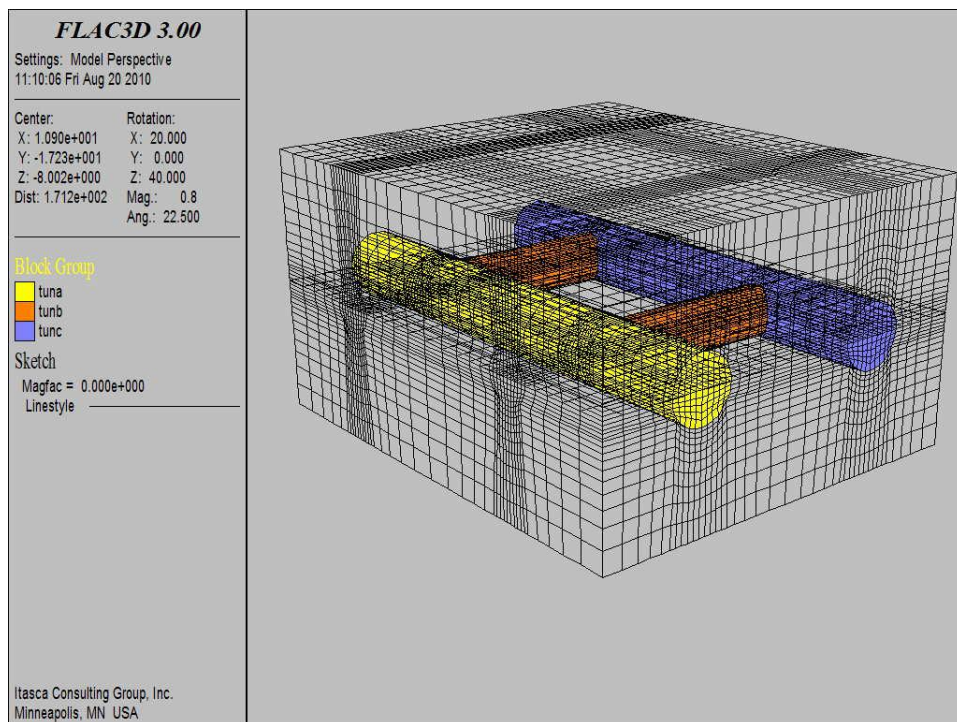 FLAC3D 3.00
Settings: Model Perspective
11:10:06 Fri Aug 20 2010
Center: Rotation:
X: 1.090e+001 X: 20.000
Y: -1.723e+001 Y: 0.000
Z: -8.002e+000 Z: 40.000
Dist: 1.712e+002 Mag.: 0.8
Ang.: 22.500
Block Group
tuna
tunb
tunc
Sketch
Magfac = 0.000e+000
Linestyle
Itasca Consulting Group, Inc.
Minneapolis, MN USA